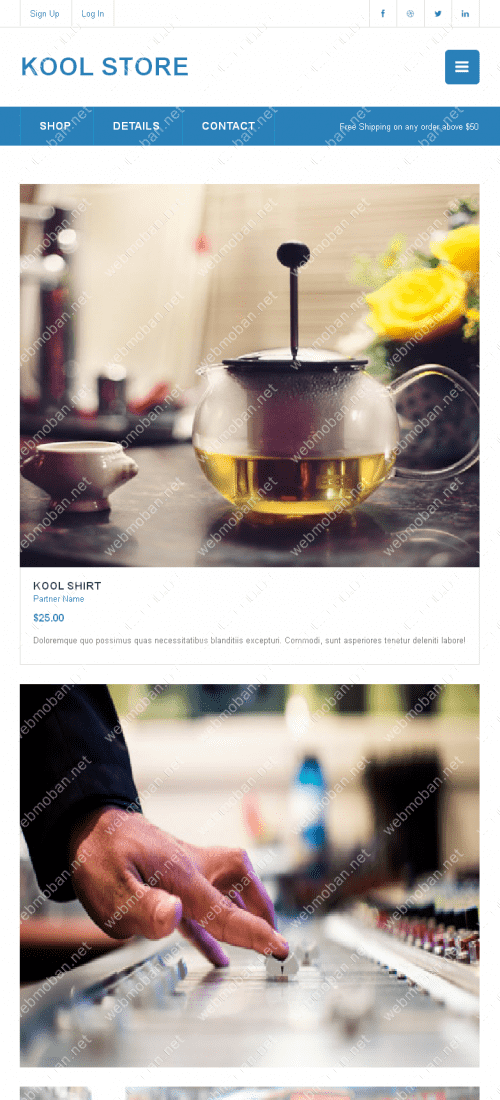 Sign Up Log In
KOOL STORE
SHOP DETAILS CONTACT Free Shipping on any order above $50
KOOL SHIRT
Partner Name
$25.00
Doloremque quo possimus quas necessitatibus blanditiis excepturi. Commodi, sunt asperiores tenetur deleniti labore!
webmoban.net